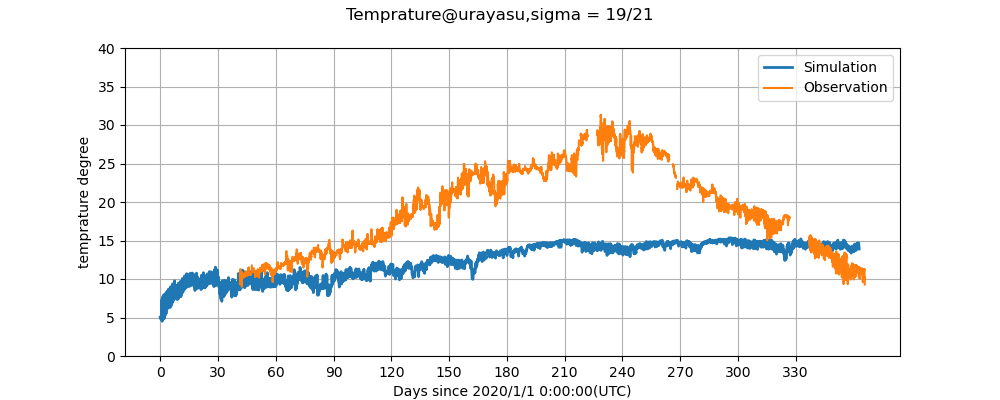 Temprature@urayasu,sigma = 19/21
40
35
30
25
20
15
10
5
0
temprature degree
Simulation
Observation
0 30 60 90 120 150 180 210 240 270 300 330
Days since 2020/1/1 0:00:00(UTC)